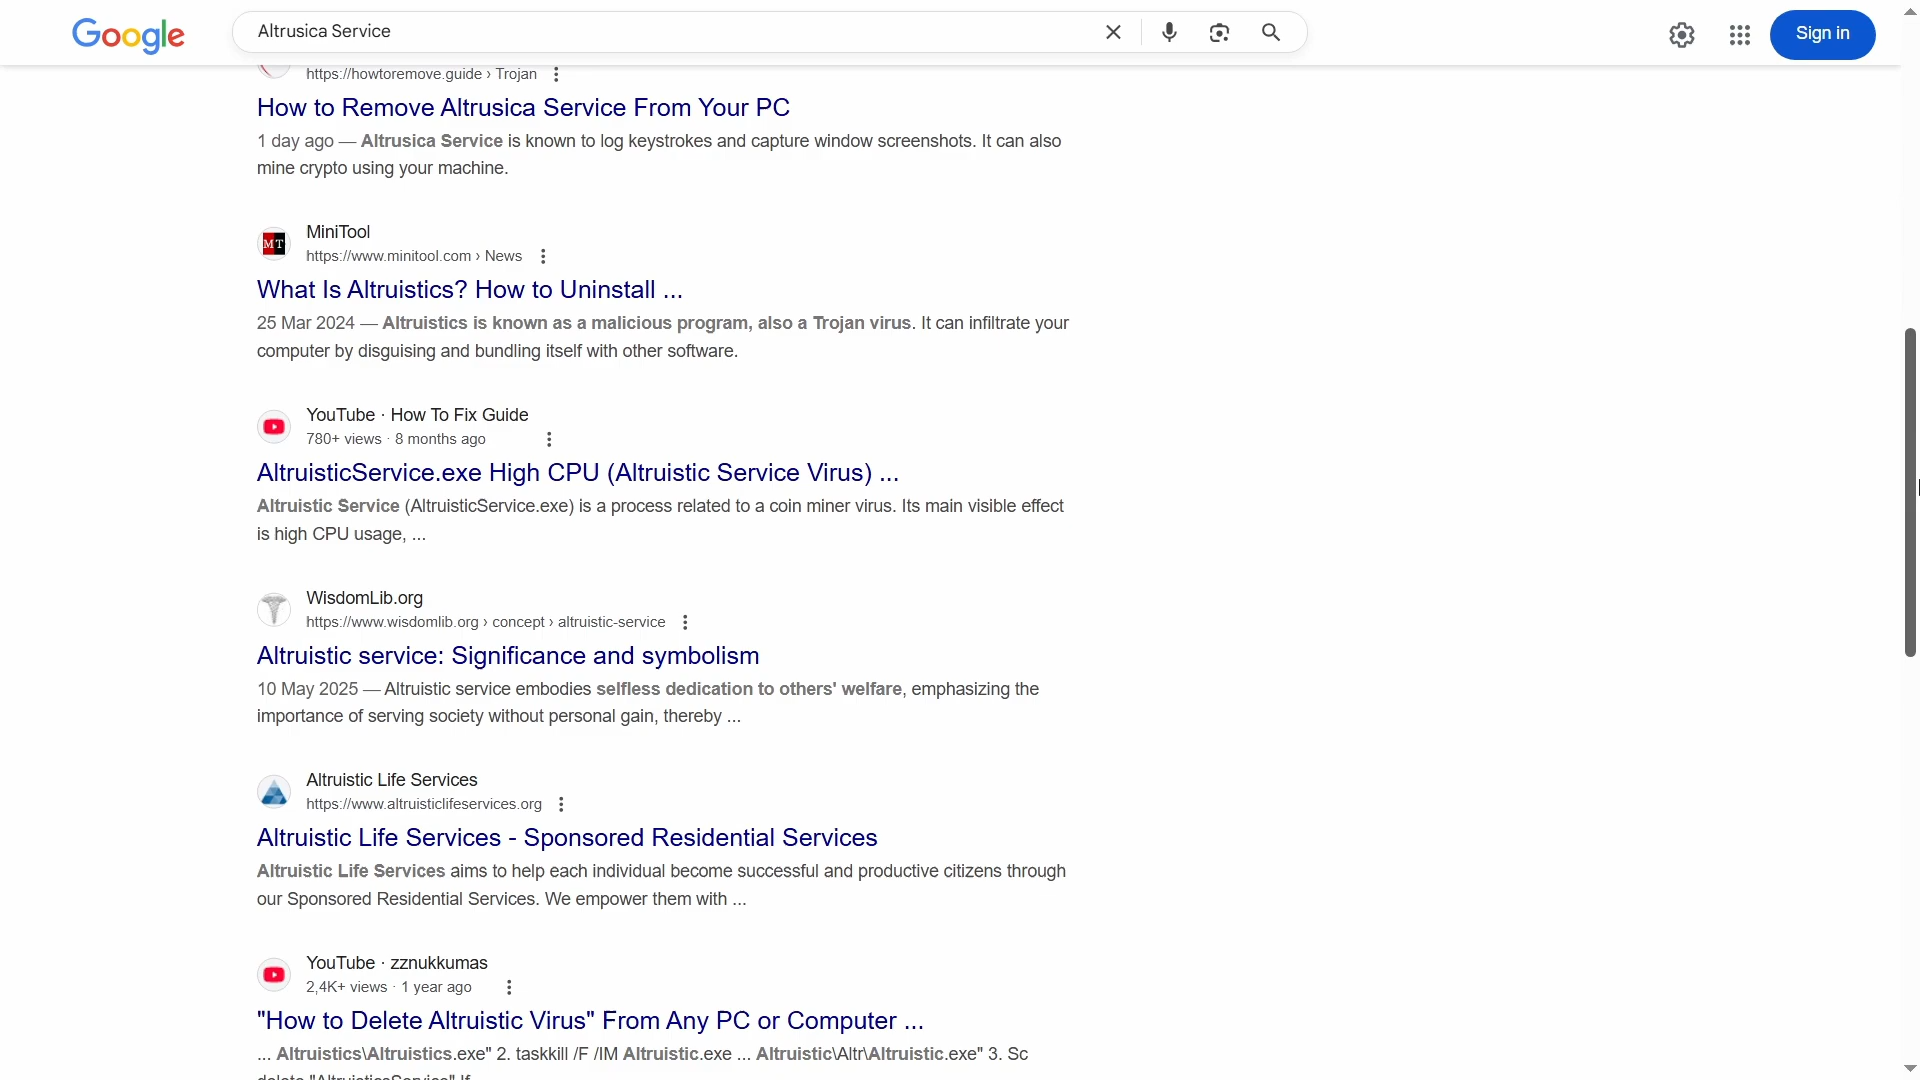 Google
Altrusica Service
Sign in
https://howtoremove.guide › Trojan
How to Remove Altrusica Service From Your PC
1 day ago — Altrusica Service is known to log keystrokes and capture window screenshots. It can also
mine crypto using your machine.
MT
MiniTool
https://www.minitool.com › News
What Is Altruistics? How to Uninstall ...
25 Mar 2024 — Altruistics is known as a malicious program, also a Trojan virus. It can infiltrate your
computer by disguising and bundling itself with other software.
YouTube · How To Fix Guide
780+ views · 8 months ago
AltruisticService.exe High CPU (Altruistic Service Virus) ...
Altruistic Service (AltruisticService.exe) is a process related to a coin miner virus. Its main visible effect
is high CPU usage, ...
WisdomLib.org
https://www.wisdomlib.org › concept › altruistic-service
Altruistic service: Significance and symbolism
10 May 2025 — Altruistic service embodies selfless dedication to others' welfare, emphasizing the
importance of serving society without personal gain, thereby ...
Altruistic Life Services
https://www.altruisticlifeservices.org
Altruistic Life Services - Sponsored Residential Services
Altruistic Life Services aims to help each individual become successful and productive citizens through
our Sponsored Residential Services. We empower them with ...
YouTube · zznukkumas
2,4K+ views · 1 year ago
"How to Delete Altruistic Virus" From Any PC or Computer ...
... Altruistics\Altruistics.exe" 2. taskkill /F /IM Altruistic.exe ... Altruistic\Altr\Altruistic.exe" 3. Sc
delete "AltruisticsService" If